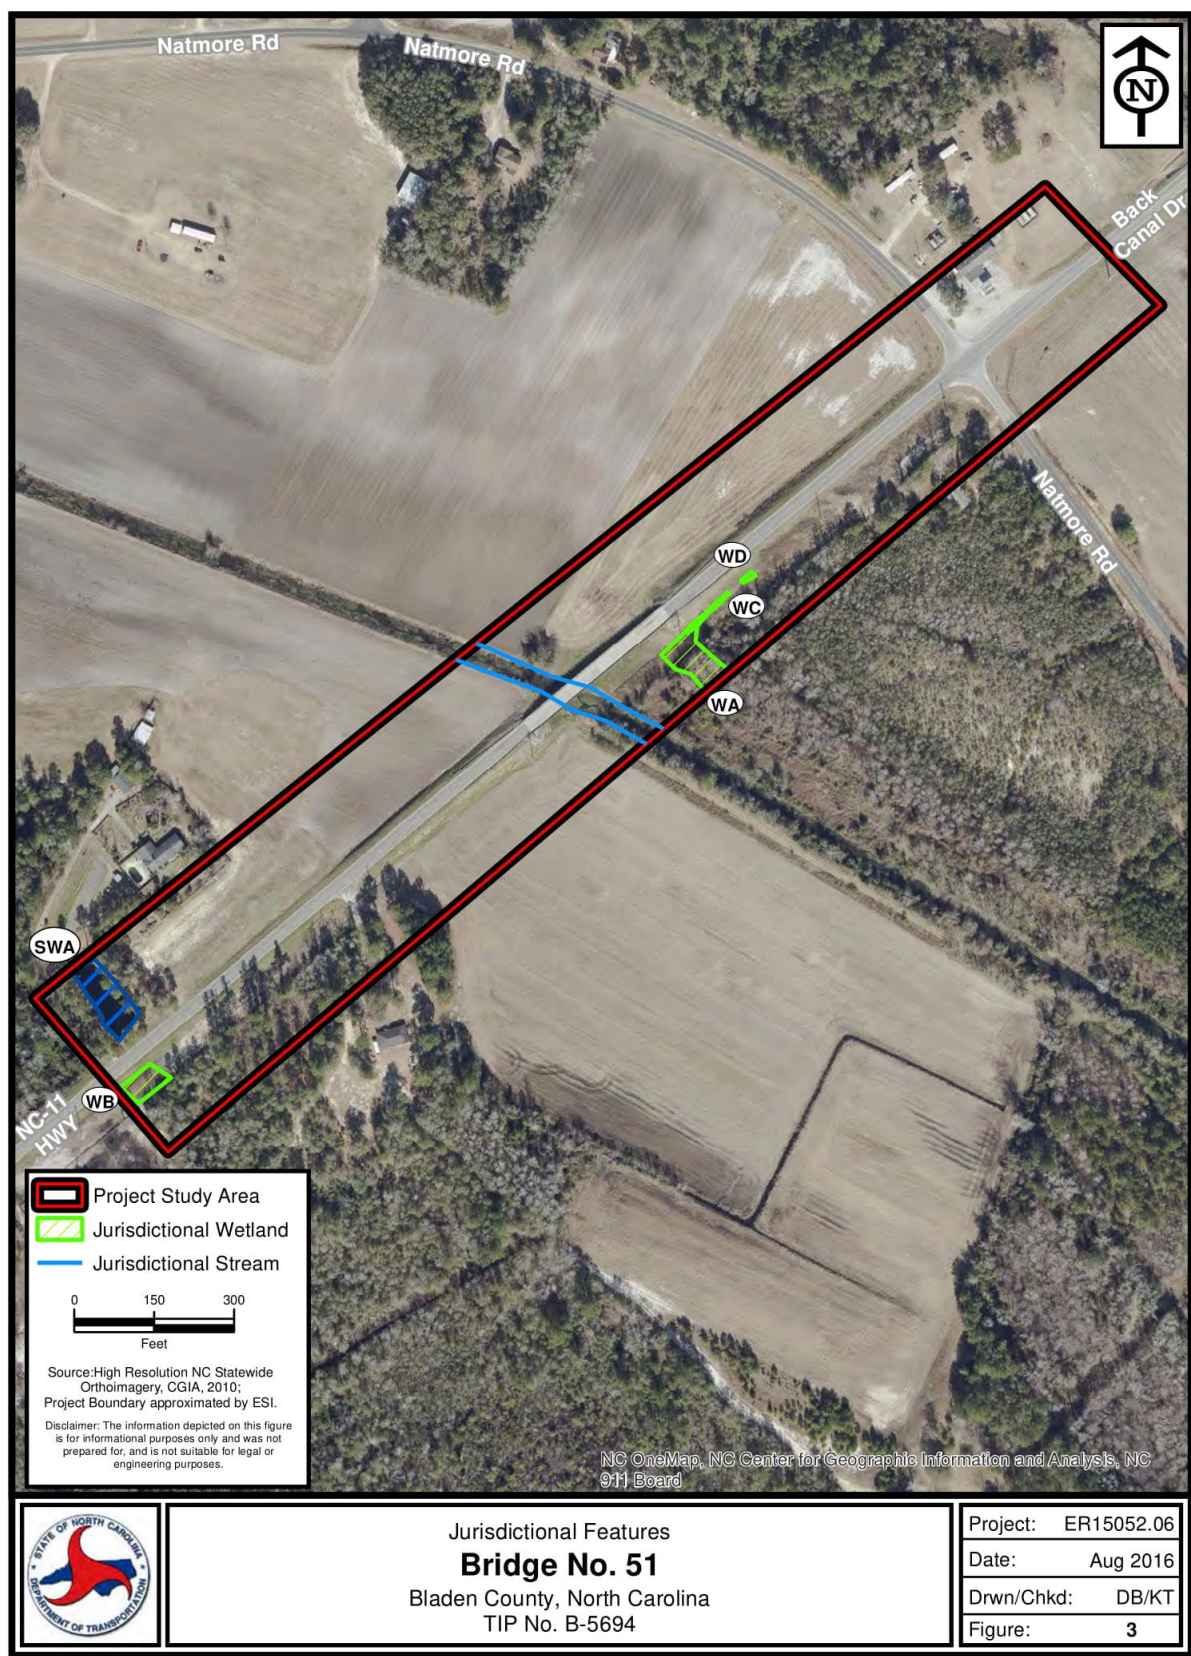 Natmore Rd
Natmore Rd
N
Back
Canal Dr
Natmore Rd
WD
WC
WA
SWA
WB
NC-11
HWY
Project Study Area
Jurisdictional Wetland
Jurisdictional Stream
0 150 300
Feet
Source:High Resolution NC Statewide
Orthoimagery, CGIA, 2010;
Project Boundary approximated by ESI.
Disclaimer: The information depicted on this figure
is for informational purposes only and was not
prepared for, and is not suitable for legal or
engineering purposes.
NC OneMap, NC Center for Geographic Information and Analysis, NC
911 Board
STATE OF NORTH CAROLINA
DEPARTMENT OF TRANSPORTATION
Jurisdictional Features
Bridge No. 51
Bladen County, North Carolina
TIP No. B-5694
Project: ER15052.06
Date: Aug 2016
Drwn/Chkd: DB/KT
Figure: 3